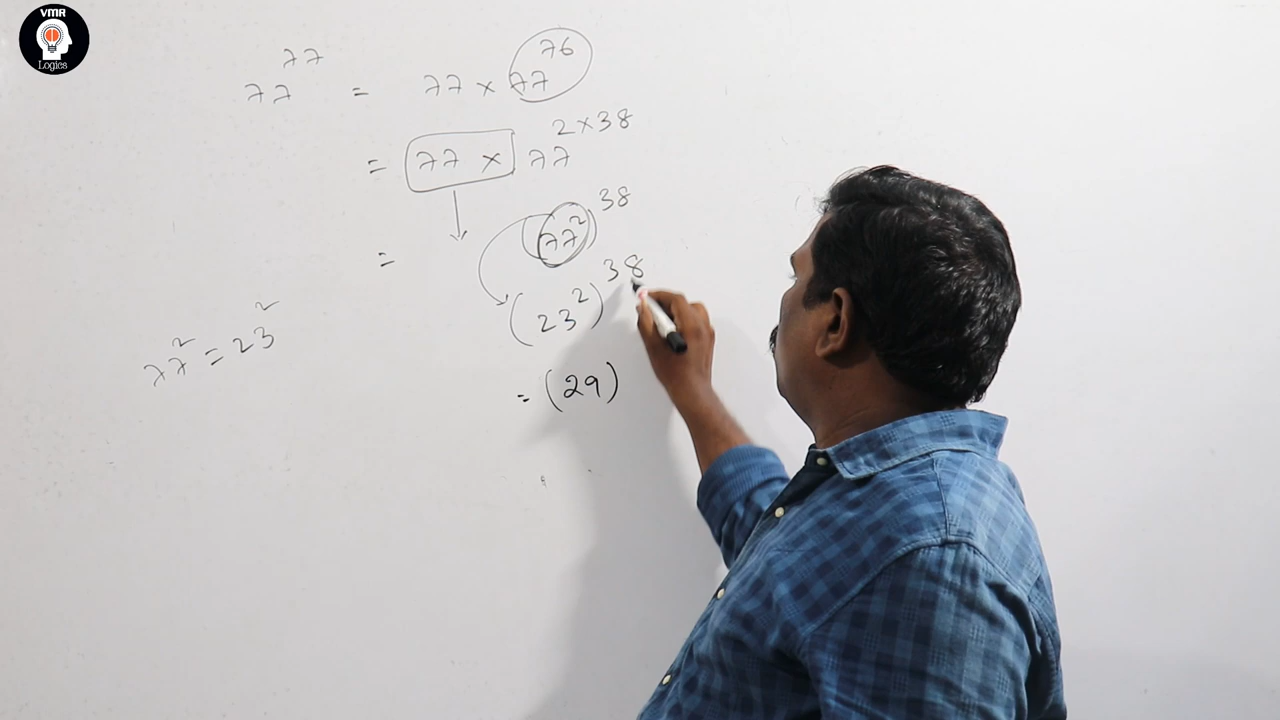 VMR
Logics
77^77 = 77 × 77^76
= 77 × 77^2×38
= (77^2)^38
(23^2)^38
77^2 = 23^2
= (29)